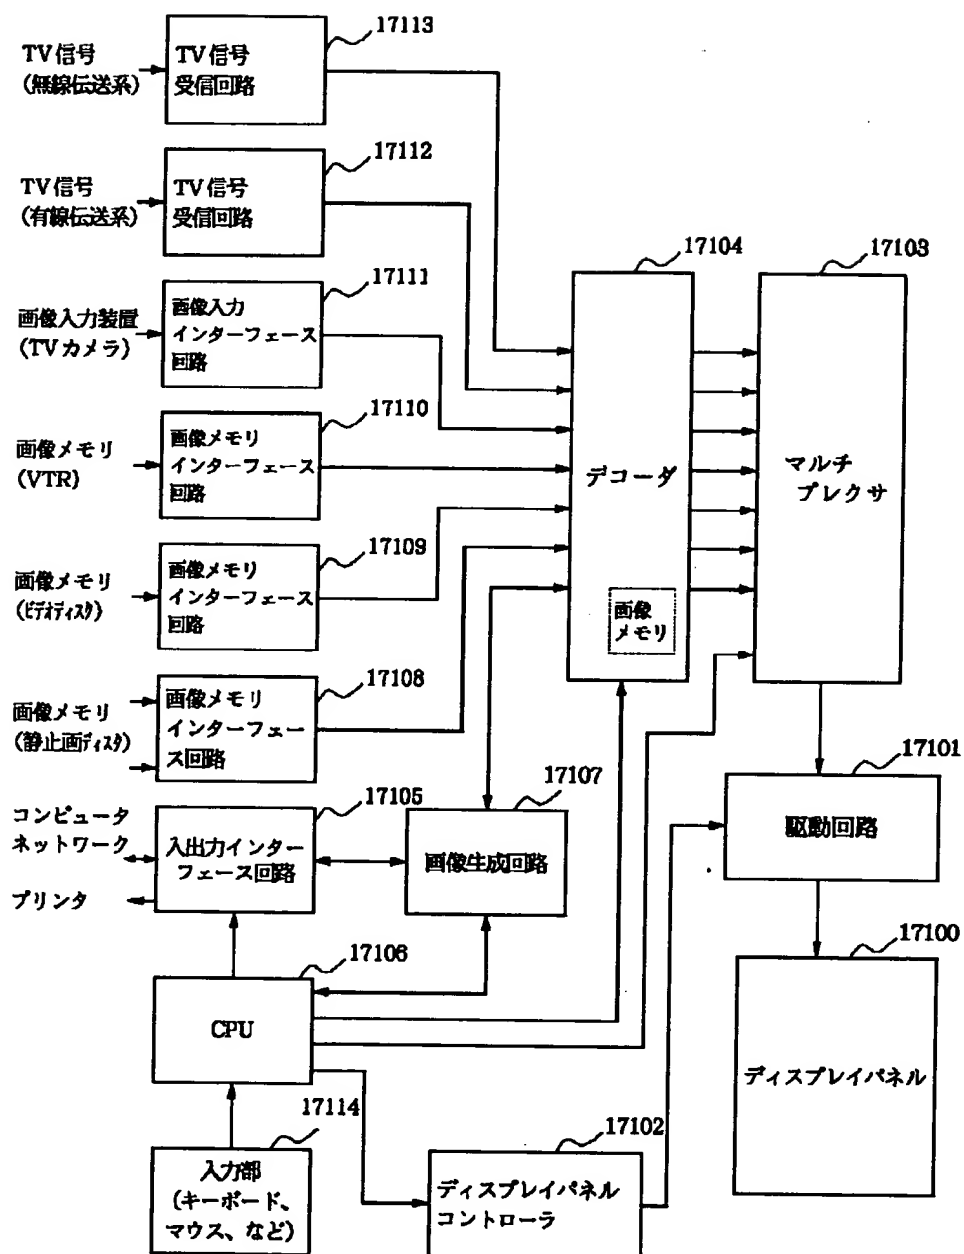 17113
TV信号
(無線伝送系)
TV信号
受信回路
17112
TV信号
(有線伝送系)
TV信号
受信回路
17111
画像入力装置
(TVカメラ)
画像入力
インターフェース
回路
17110
画像メモリ
(VTR)
画像メモリ
インターフェース
回路
17109
画像メモリ
(ビデオディスク)
画像メモリ
インターフェース
回路
17108
画像メモリ
(静止画ディスク)
画像メモリ
インターフェー
ス回路
17104
デコーダ
画像
メモリ
17103
マルチ
プレクサ
17105
コンピュータ
ネットワーク
プリンタ
入出力インター
フェース回路
17107
画像生成回路
17101
駆動回路
17106
CPU
17100
ディスプレイパネル
17114
入力部
(キーボード、
マウス、など)
17102
ディスプレイパネル
コントローラ